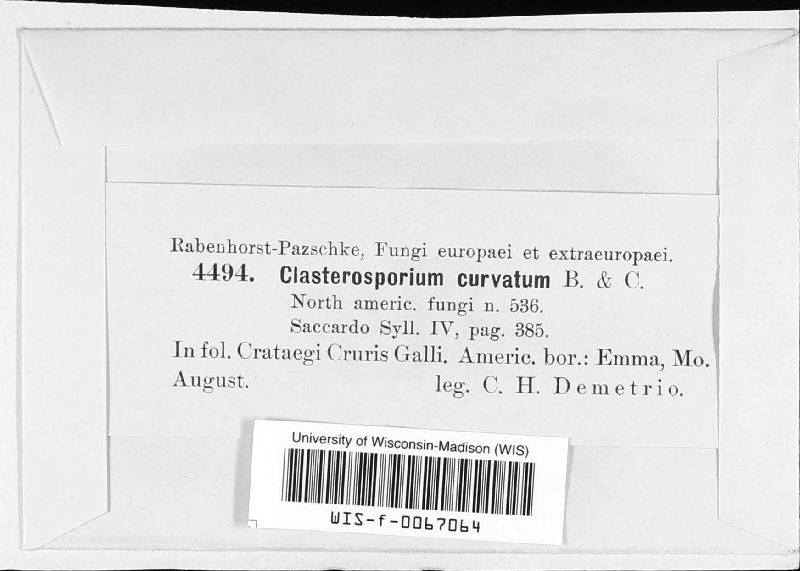 Rabenhorst-Pazschke, Fungi europaei et extraeuropaei.
4494. Clasterosporium curvatum B. & C.
North americ. fungi n. 536.
Saccardo Syll. IV, pag. 385.
In fol. Crataegi Cruris Galli. Americ. bor.: Emma, Mo.
August. leg. C. H. Demetrio.
University of Wisconsin-Madison (WIS)
WIS-f-0067064